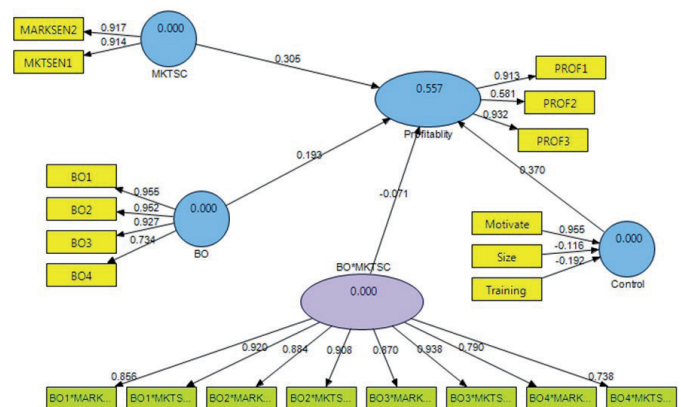 MARKSEN2
0.917
0.000
0.914
MKTSEN1
MKTSC
0.305
0.557
0.913
PROF1
0.581
PROF2
0.932
PROF3
Profitablity
0.193
0.370
-0.071
BO1
0.955
BO2
0.952
0.000
0.927
BO3
0.734
BO4
BO
Motivate
0.955
0.000
Size
-0.116
-0.192
Training
Control
BO*MKTSC
0.000
0.856
0.920
0.884
0.908
0.870
0.938
0.790
0.738
BO1*MARK...
BO1*MKTS...
BO2*MARK...
BO2*MKTS...
BO3*MARK...
BO3*MKTS...
BO4*MARK...
BO4*MKTS...